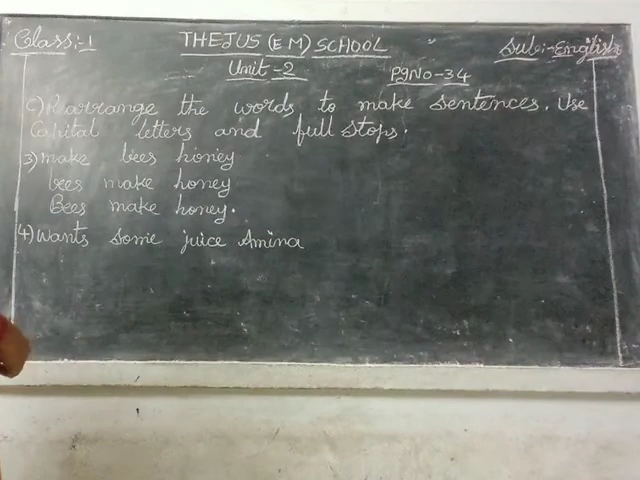 Class:-1 THEJUS (E M) SCHOOL Sub:-English
Unit-2 PgNo-34
C) Rearrange the words to make sentences. Use
Capital letters and full stops.
3) make bees honey
bees make honey
Bees make honey.
4) Wants Some juice Amina